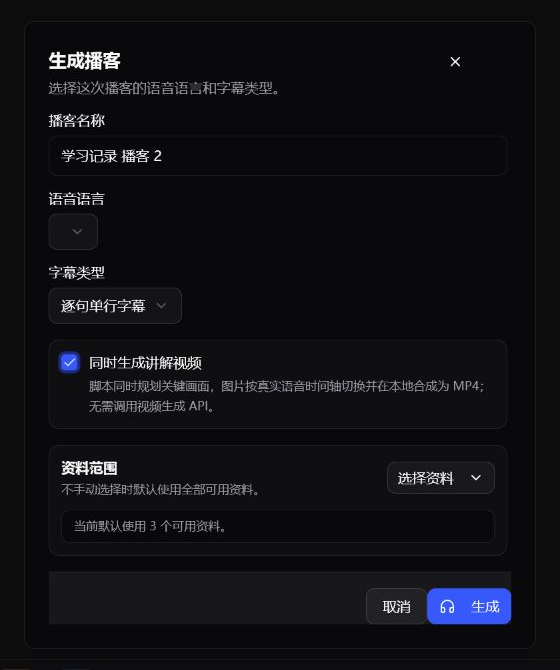 生成播客
选择这次播客的语音语言和字幕类型。
播客名称
学习记录 播客 2
语音语言
字幕类型
逐句单行字幕
同时生成讲解视频
脚本同时规划关键画面，图片按真实语音时间轴切换并在本地合成为 MP4；
无需调用视频生成 API。
资料范围
不手动选择时默认使用全部可用资料。
选择资料
当前默认使用 3 个可用资料。
取消
生成